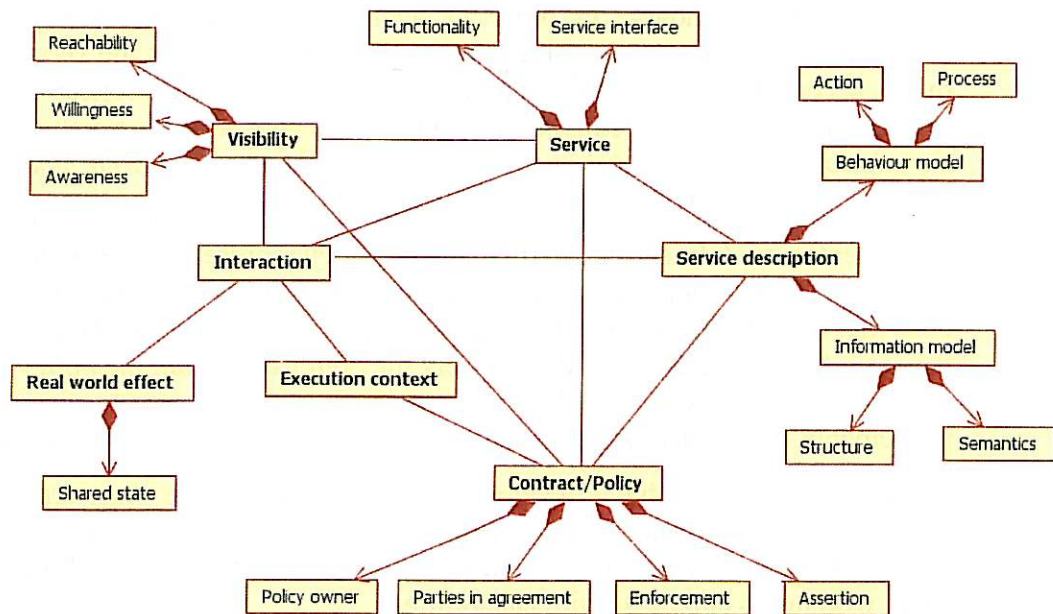 Functionality
Service interface
Reachability
Action
Process
Willingness
Visibility
Service
Behaviour model
Awareness
Interaction
Service description
Information model
Real world effect
Execution context
Structure
Semantics
Shared state
Contract/Policy
Policy owner
Parties in agreement
Enforcement
Assertion